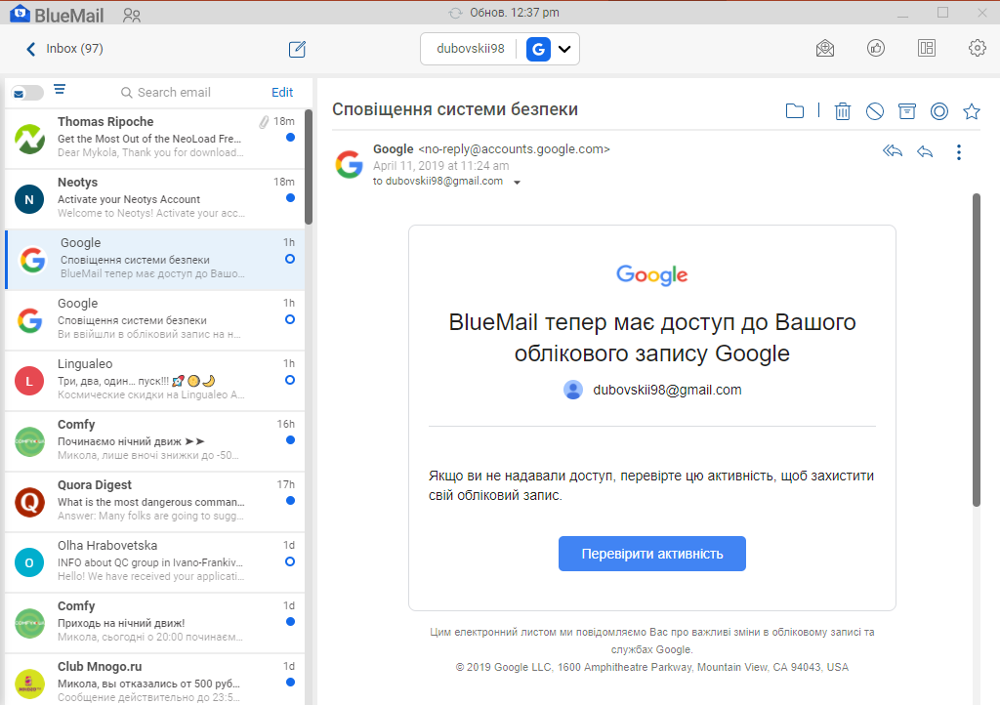 BlueMail
Обнов. 12:37 pm
Inbox (97)
dubovskii98
Search email
Edit
Thomas Ripoche
18m
Get the Most Out of the NeoLoad Fre...
Dear Mykola, Thank you for download...
N
Neotys
18m
Activate your Neotys Account
Welcome to Neotys! Activate your acc...
Google
1h
Сповіщення системи безпеки
BlueMail тепер має доступ до Вашо...
Google
1h
Сповіщення системи безпеки
Ви ввійшли в обліковий запис на н...
L
Lingualeo
1h
Три, два, один... пуск!!! 🚀🌕🌙
Космические скидки на Lingualeo А...
Comfy
16h
Починаємо нічний движ ➤➤
Микола, лише вночі знижки до -50...
Quora Digest
17h
What is the most dangerous comman...
Answer: Many folks are going to sugg...
O
Olha Hrabovetska
1d
INFO about QC group in Ivano-Frankiv...
Hello! We have received your applicati...
Comfy
1d
Приходь на нічний движ!
Микола, сьогодні о 20:00 починаєм...
Club Mnogo.ru
1d
Микола, вы отказались от 500 руб...
Сообщение действительно до 23:5...
Сповіщення системи безпеки
Google <no-reply@accounts.google.com>
April 11, 2019 at 11:24 am
to dubovskii98@gmail.com
Google
BlueMail тепер має доступ до Вашого
облікового запису Google
dubovskii98@gmail.com
Якщо ви не надавали доступ, перевірте цю активність, щоб захистити
свій обліковий запис.
Перевірити активність
Цим електронний листом ми повідомляємо Вас про важливі зміни в обліковому записі та
службах Google.
© 2019 Google LLC, 1600 Amphitheatre Parkway, Mountain View, CA 94043, USA